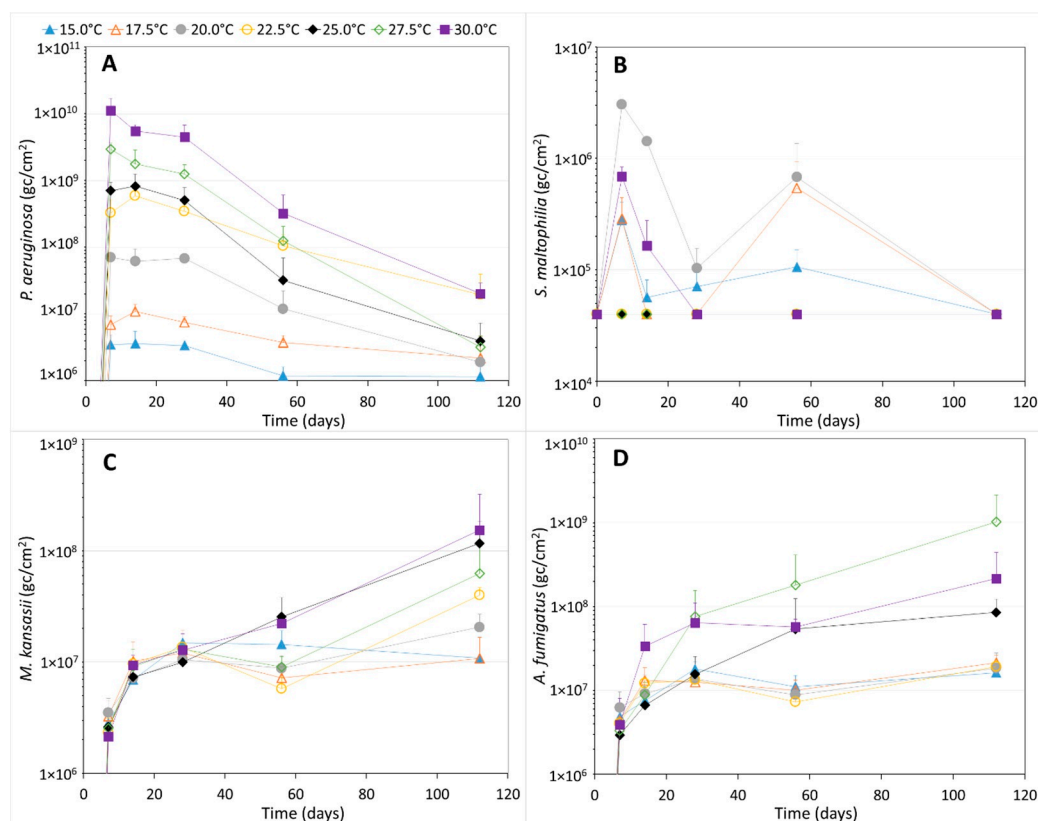 15.0°C 17.5°C 20.0°C 22.5°C 25.0°C 27.5°C 30.0°C
A
P. aeruginosa (gc/cm²)
1×10¹¹
1×10¹⁰
1×10⁹
1×10⁸
1×10⁷
1×10⁶
0 20 40 60 80 100 120
Time (days)
B
S. maltophilia (gc/cm²)
1×10⁷
1×10⁶
1×10⁵
1×10⁴
0 20 40 60 80 100 120
Time (days)
C
M. kansasii (gc/cm²)
1×10⁹
1×10⁸
1×10⁷
1×10⁶
0 20 40 60 80 100 120
Time (days)
D
A. fumigatus (gc/cm²)
1×10¹⁰
1×10⁹
1×10⁸
1×10⁷
1×10⁶
0 20 40 60 80 100 120
Time (days)